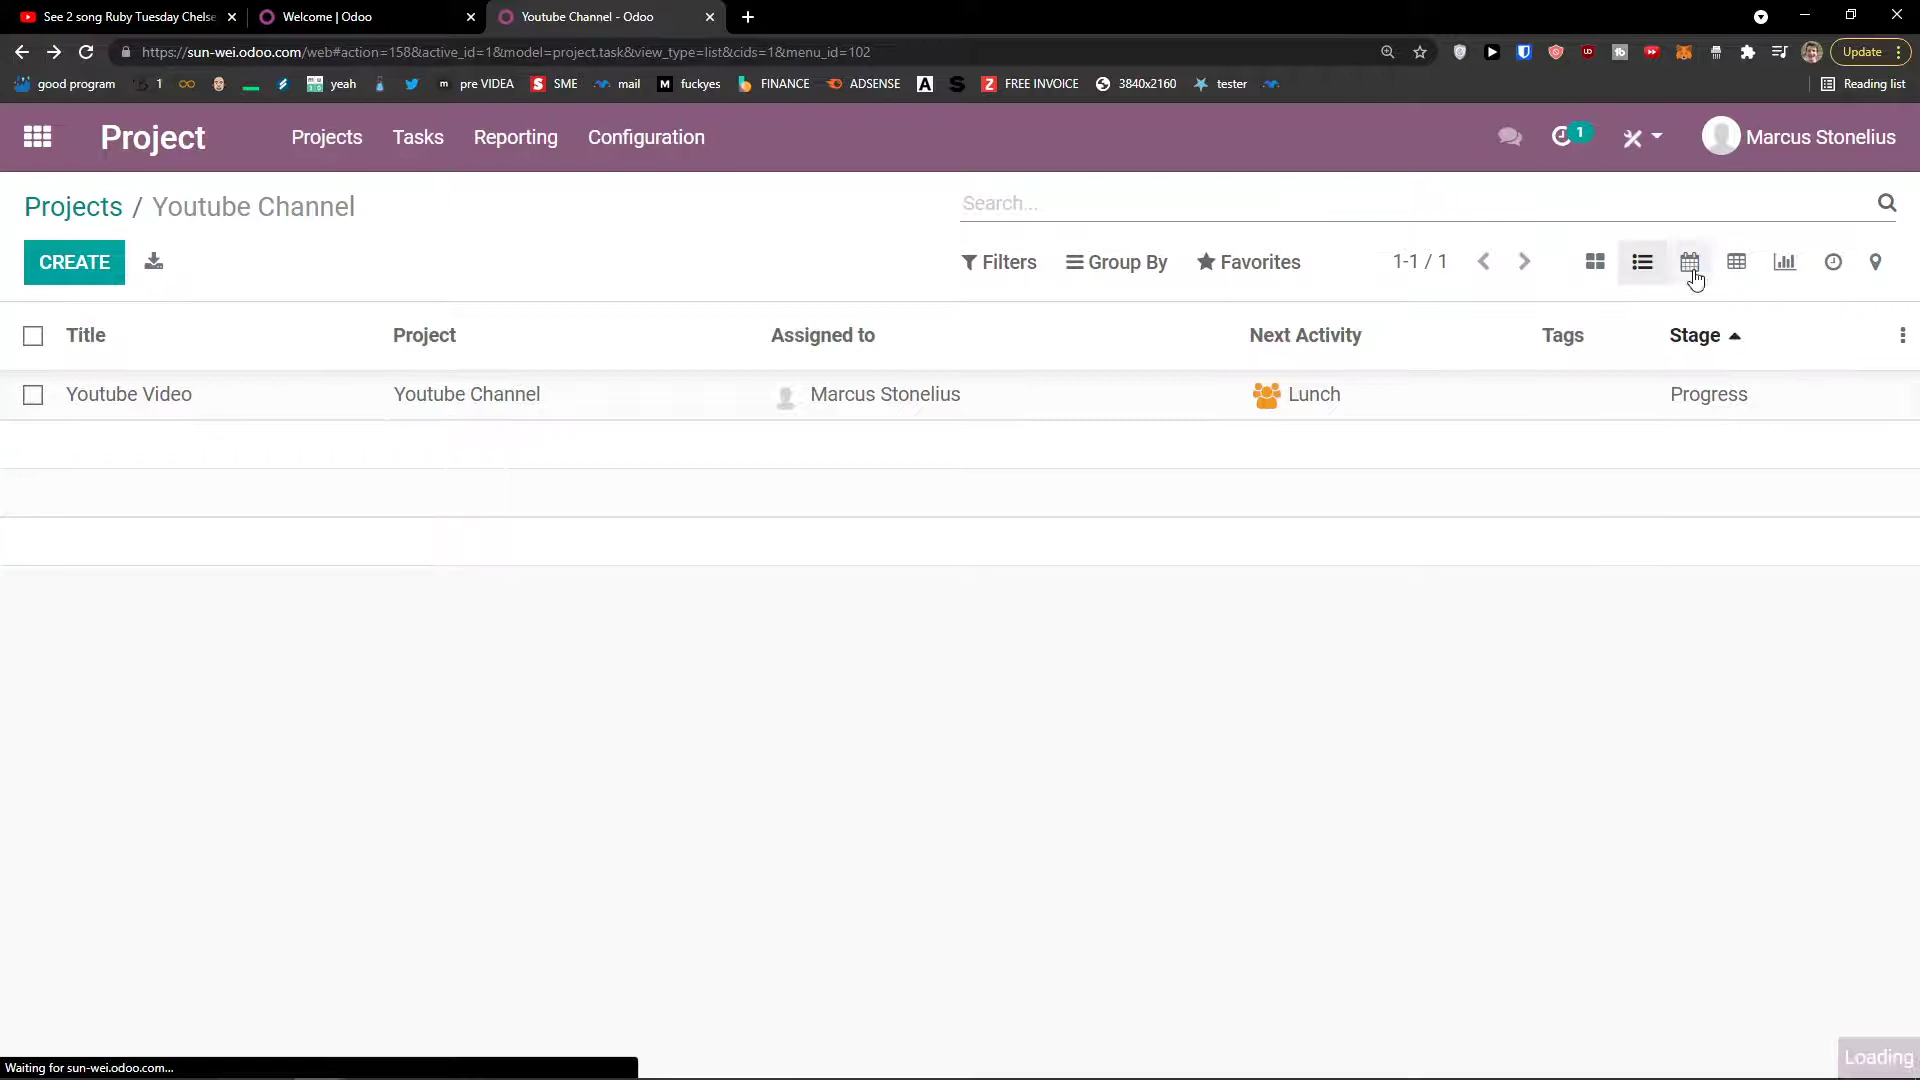 See 2 song Ruby Tuesday Chelse
Welcome | Odoo
Youtube Channel - Odoo
https://sun-wei.odoo.com/web#action=158&active_id=1&model=project.task&view_type=list&cids=1&menu_id=102
Update
good program
1
yeah
pre VIDEA
SME
mail
fuckyes
FINANCE
ADSENSE
FREE INVOICE
3840x2160
tester
Reading list
Project
Projects
Tasks
Reporting
Configuration
1
Marcus Stonelius
Projects / Youtube Channel
Search...
CREATE
Filters
Group By
Favorites
1-1 / 1
Title
Project
Assigned to
Next Activity
Tags
Stage
Youtube Video
Youtube Channel
Marcus Stonelius
Lunch
Progress
Waiting for sun-wei.odoo.com...
Loading